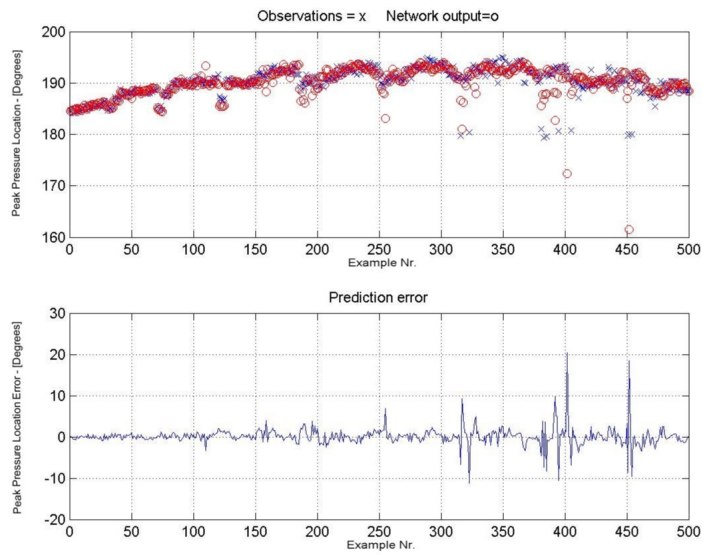 Observations = x     Network output=o
Peak Pressure Location - [Degrees]
200
190
180
170
160
0 50 100 150 200 250 300 350 400 450 500
Example Nr.
Prediction error
Peak Pressure Location Error - [Degrees]
30
20
10
0
-10
-20
0 50 100 150 200 250 300 350 400 450 500
Example Nr.